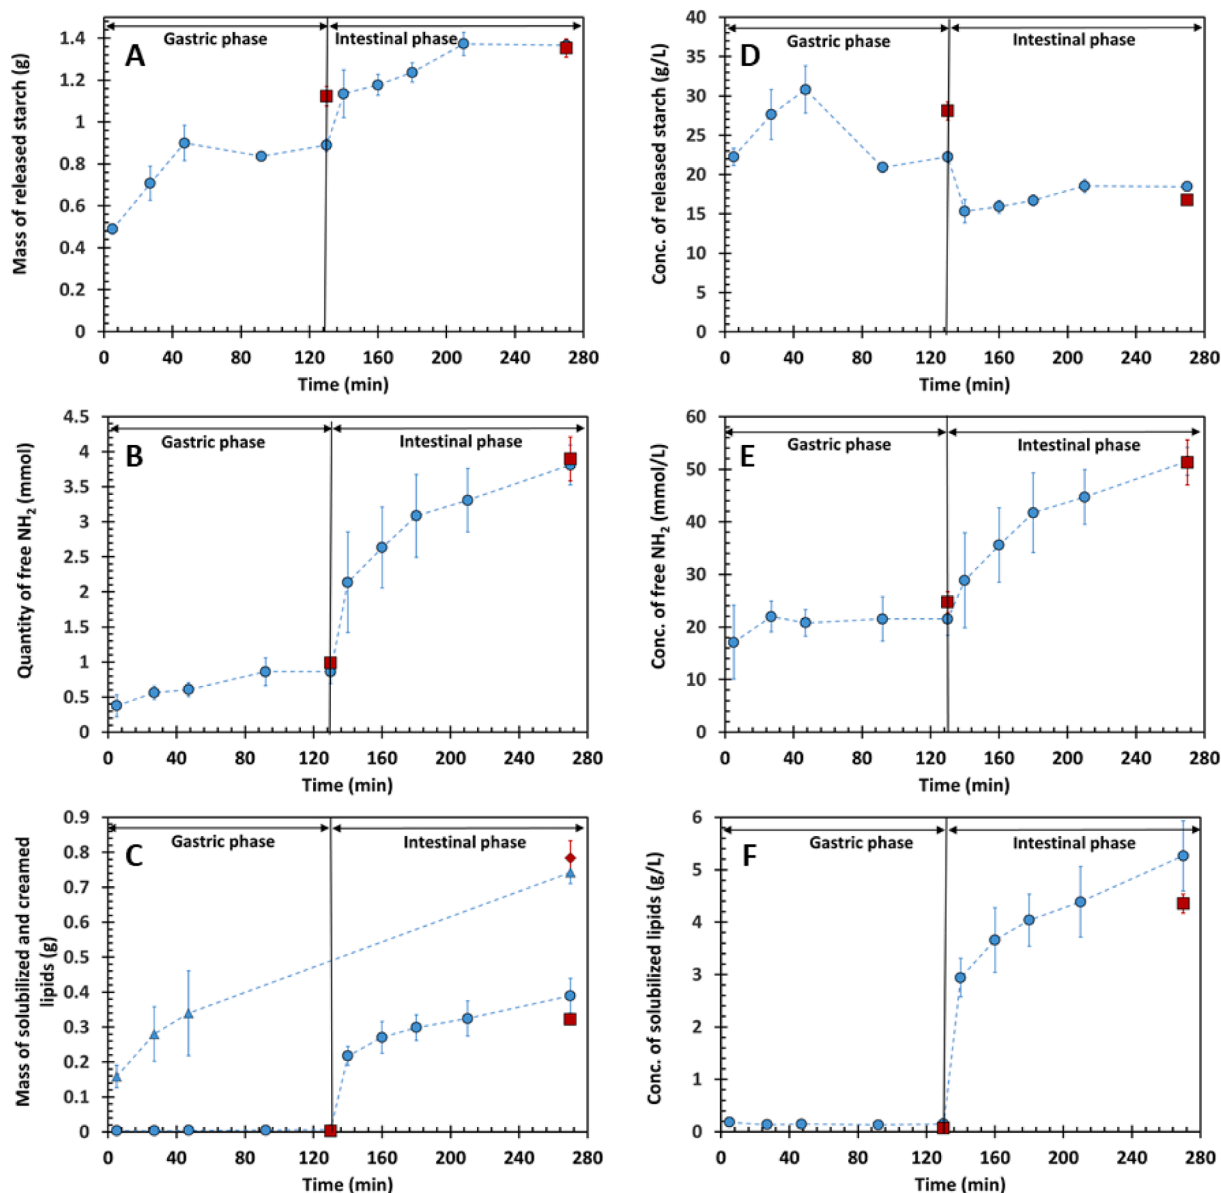 A
Gastric phase
Intestinal phase
Mass of released starch (g)
1.4
1.2
1
0.8
0.6
0.4
0.2
0
0 40 80 120 160 200 240 280
Time (min)
D
Gastric phase
Intestinal phase
Conc. of released starch (g/L)
40
35
30
25
20
15
10
5
0
0 40 80 120 160 200 240 280
Time (min)
B
Gastric phase
Intestinal phase
Quantity of free NH2 (mmol)
4.5
4
3.5
3
2.5
2
1.5
1
0.5
0
0 40 80 120 160 200 240 280
Time (min)
E
Gastric phase
Intestinal phase
Conc. of free NH2 (mmol/L)
60
50
40
30
20
10
0
0 40 80 120 160 200 240 280
Time (min)
C
Gastric phase
Intestinal phase
Mass of solubilized and creamed
lipids (g)
0.9
0.8
0.7
0.6
0.5
0.4
0.3
0.2
0.1
0
0 40 80 120 160 200 240 280
Time (min)
F
Gastric phase
Intestinal phase
Conc. of solubilized lipids (g/L)
6
5
4
3
2
1
0
0 40 80 120 160 200 240 280
Time (min)